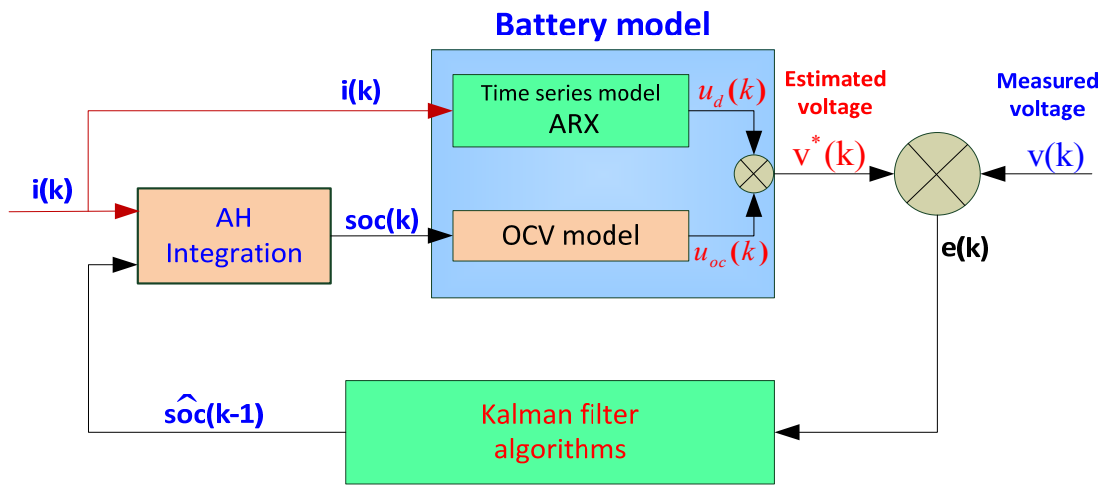 Battery model
i(k)
Time series model
ARX
u_d(k)
Estimated
voltage
Measured
voltage
v*(k)
v(k)
i(k)
AH
Integration
soc(k)
OCV model
u_oc(k)
e(k)
sôc(k-1)
Kalman filter
algorithms